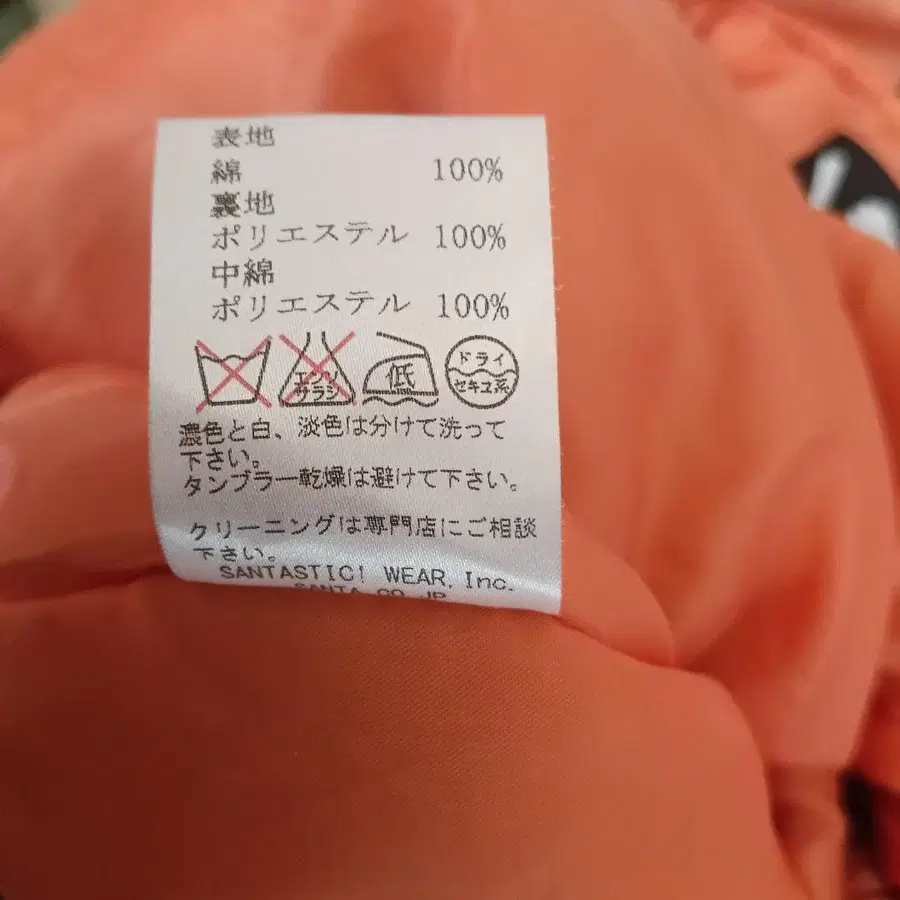 表地
綿 100%
裏地
ポリエステル 100%
中綿
ポリエステル 100%
エンソ
サラシ
低
ドライ
セキユ系
濃色と白、淡色は分けて洗って
下さい。
タンブラー乾燥は避けて下さい。
クリーニングは専門店にご相談
下さい。
SANTASTIC! WEAR, Inc.
SANTA.CO.JP